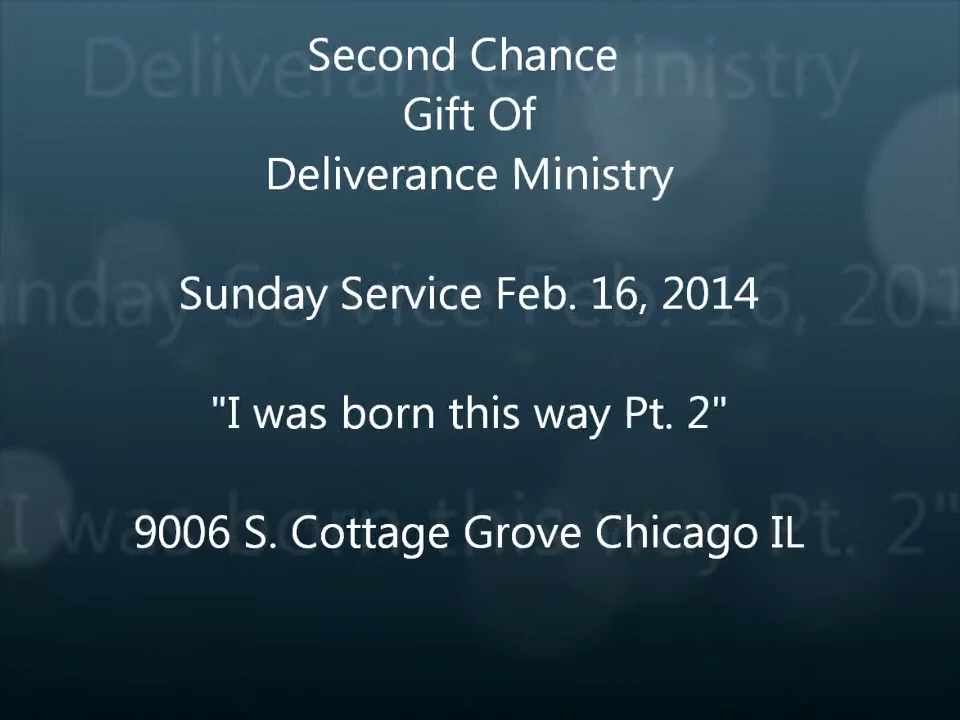 Second Chance
Gift Of
Deliverance Ministry
Sunday Service Feb. 16, 2014
"I was born this way Pt. 2"
9006 S. Cottage Grove Chicago IL